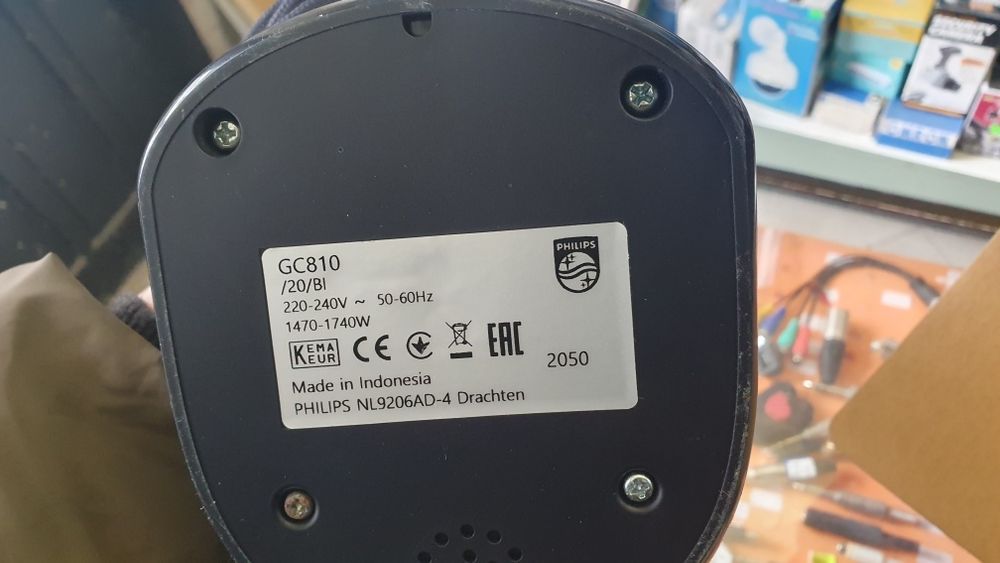 GC810
/20/BI
220-240V ~ 50-60Hz
1470-1740W
PHILIPS
KEMA
EUR
CE
EAC
2050
Made in Indonesia
PHILIPS NL9206AD-4 Drachten